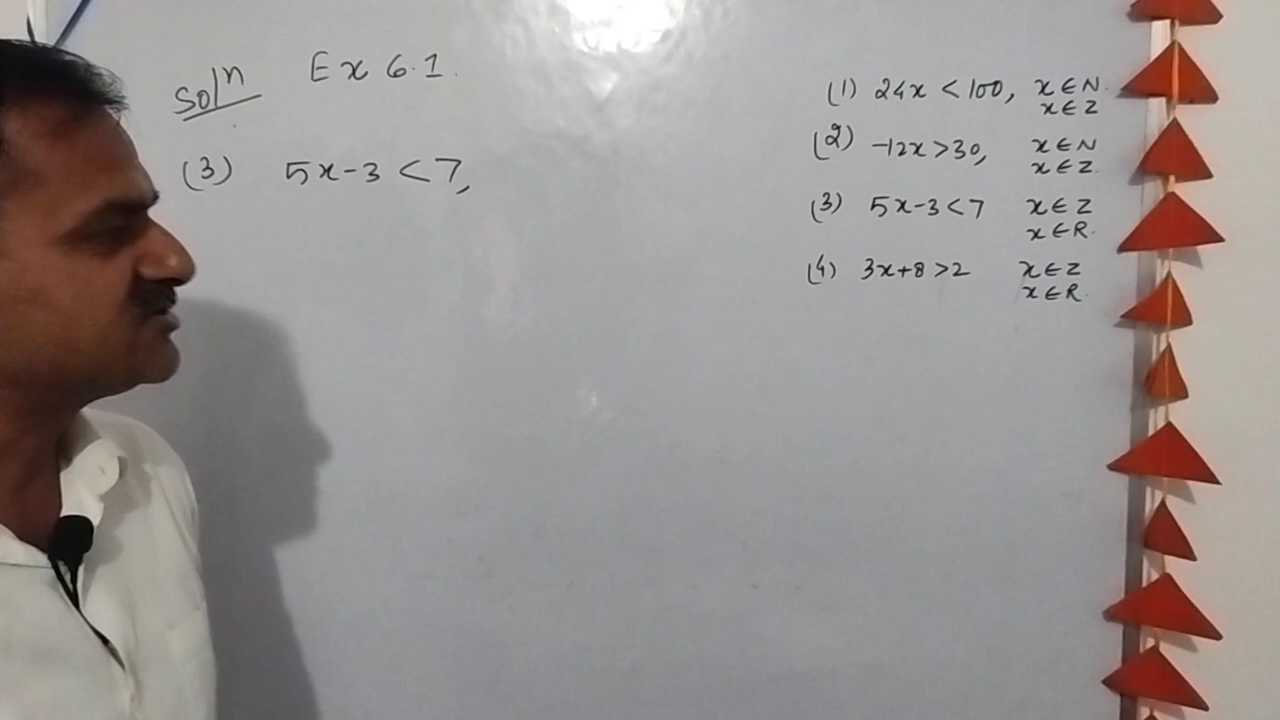 Solⁿ Ex 6.1.
(3) 5x-3 <7,
(1) 24x < 100, x ∈ N.
x ∈ Z
(2) -12x > 30, x ∈ N
x ∈ Z.
(3) 5x-3 < 7 x ∈ Z
x ∈ R.
(4) 3x+8 > 2 x ∈ Z
x ∈ R.